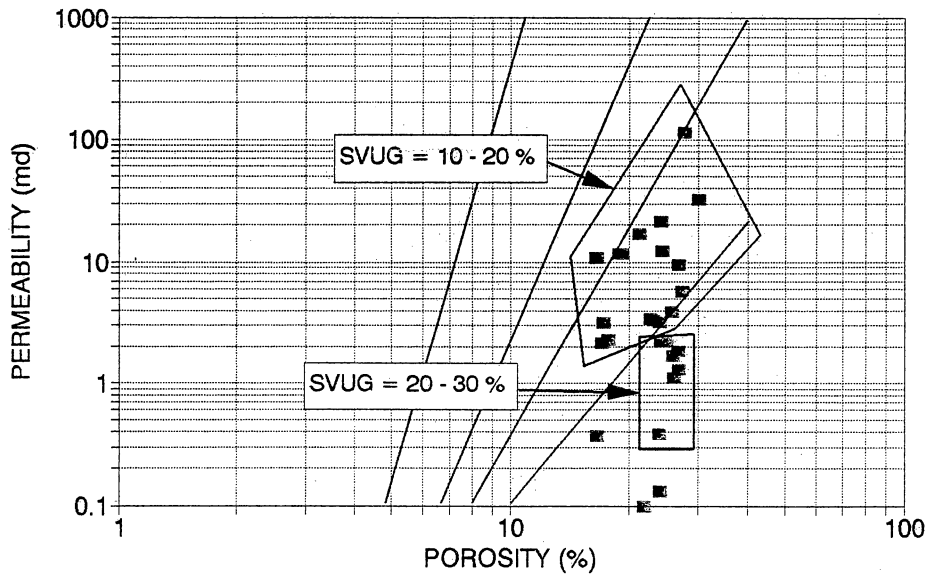 1000
100
10
1
0.1
PERMEABILITY (md)
SVUG = 10 - 20 %
SVUG = 20 - 30 %
1
10
100
POROSITY (%)